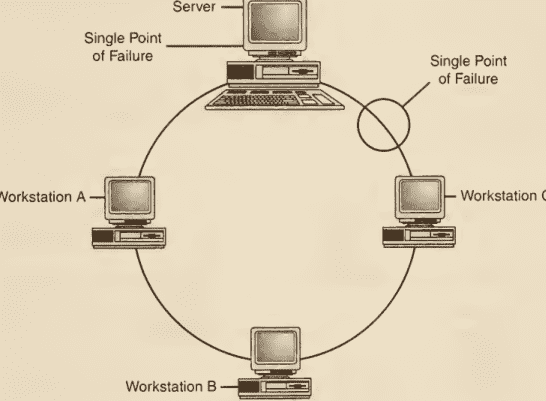 Server
Single Point
of Failure
Single Point
of Failure
Workstation A
Workstation C
Workstation B